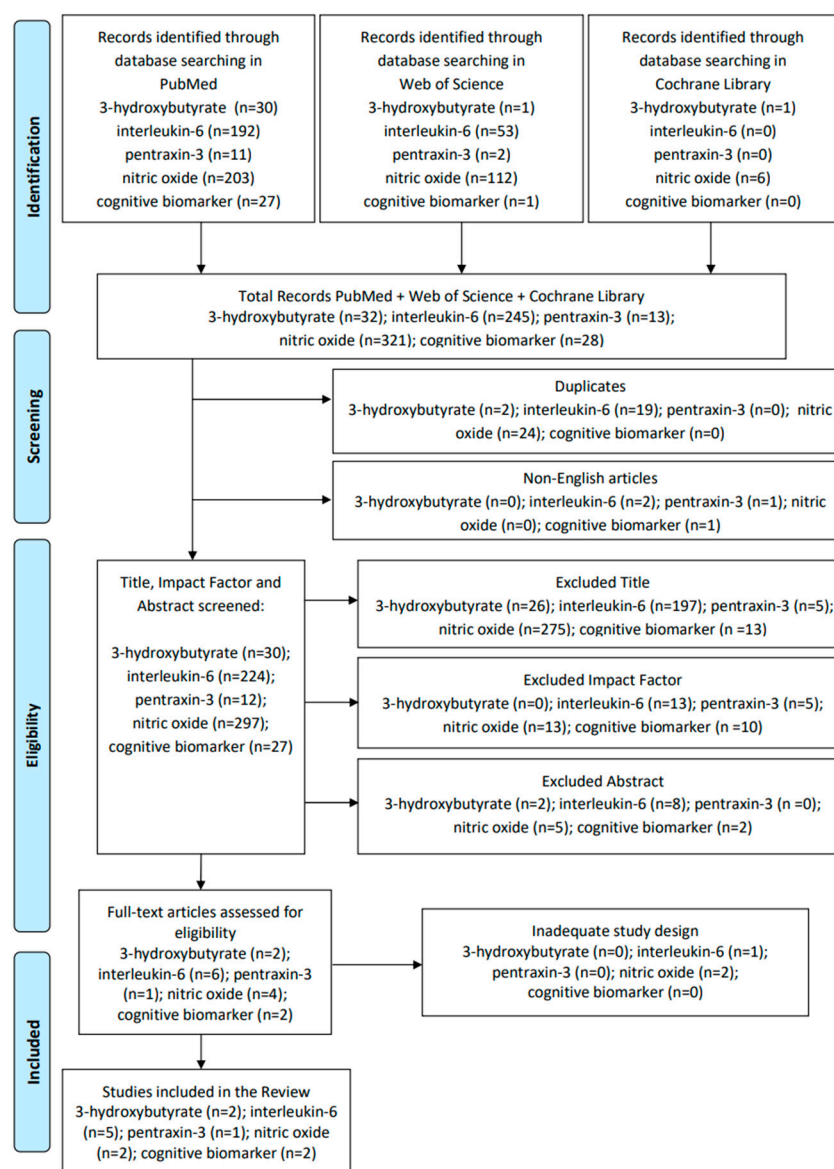 Identification
Records identified through
database searching in
PubMed
3-hydroxybutyrate (n=30)
interleukin-6 (n=192)
pentraxin-3 (n=11)
nitric oxide (n=203)
cognitive biomarker (n=27)
Records identified through
database searching in
Web of Science
3-hydroxybutyrate (n=1)
interleukin-6 (n=53)
pentraxin-3 (n=2)
nitric oxide (n=112)
cognitive biomarker (n=1)
Records identified through
database searching in
Cochrane Library
3-hydroxybutyrate (n=1)
interleukin-6 (n=0)
pentraxin-3 (n=0)
nitric oxide (n=6)
cognitive biomarker (n=0)
Total Records PubMed + Web of Science + Cochrane Library
3-hydroxybutyrate (n=32); interleukin-6 (n=245); pentraxin-3 (n=13);
nitric oxide (n=321); cognitive biomarker (n=28)
Screening
Duplicates
3-hydroxybutyrate (n=2); interleukin-6 (n=19); pentraxin-3 (n=0); nitric
oxide (n=24); cognitive biomarker (n=0)
Non-English articles
3-hydroxybutyrate (n=0); interleukin-6 (n=2); pentraxin-3 (n=1); nitric
oxide (n=0); cognitive biomarker (n=1)
Eligibility
Title, Impact Factor and
Abstract screened:
3-hydroxybutyrate (n=30);
interleukin-6 (n=224);
pentraxin-3 (n=12);
nitric oxide (n=297);
cognitive biomarker (n=27)
Excluded Title
3-hydroxybutyrate (n=26); interleukin-6 (n=197); pentraxin-3 (n=5);
nitric oxide (n=275); cognitive biomarker (n =13)
Excluded Impact Factor
3-hydroxybutyrate (n=0); interleukin-6 (n=13); pentraxin-3 (n=5);
nitric oxide (n=13); cognitive biomarker (n =10)
Excluded Abstract
3-hydroxybutyrate (n=2); interleukin-6 (n=8); pentraxin-3 (n =0);
nitric oxide (n=5); cognitive biomarker (n=2)
Full-text articles assessed for
eligibility
3-hydroxybutyrate (n=2);
interleukin-6 (n=6); pentraxin-3
(n=1); nitric oxide (n=4);
cognitive biomarker (n=2)
Inadequate study design
3-hydroxybutyrate (n=0); interleukin-6 (n=1);
pentraxin-3 (n=0); nitric oxide (n=2);
cognitive biomarker (n=0)
Included
Studies included in the Review
3-hydroxybutyrate (n=2); interleukin-6
(n=5); pentraxin-3 (n=1); nitric oxide
(n=2); cognitive biomarker (n=2)